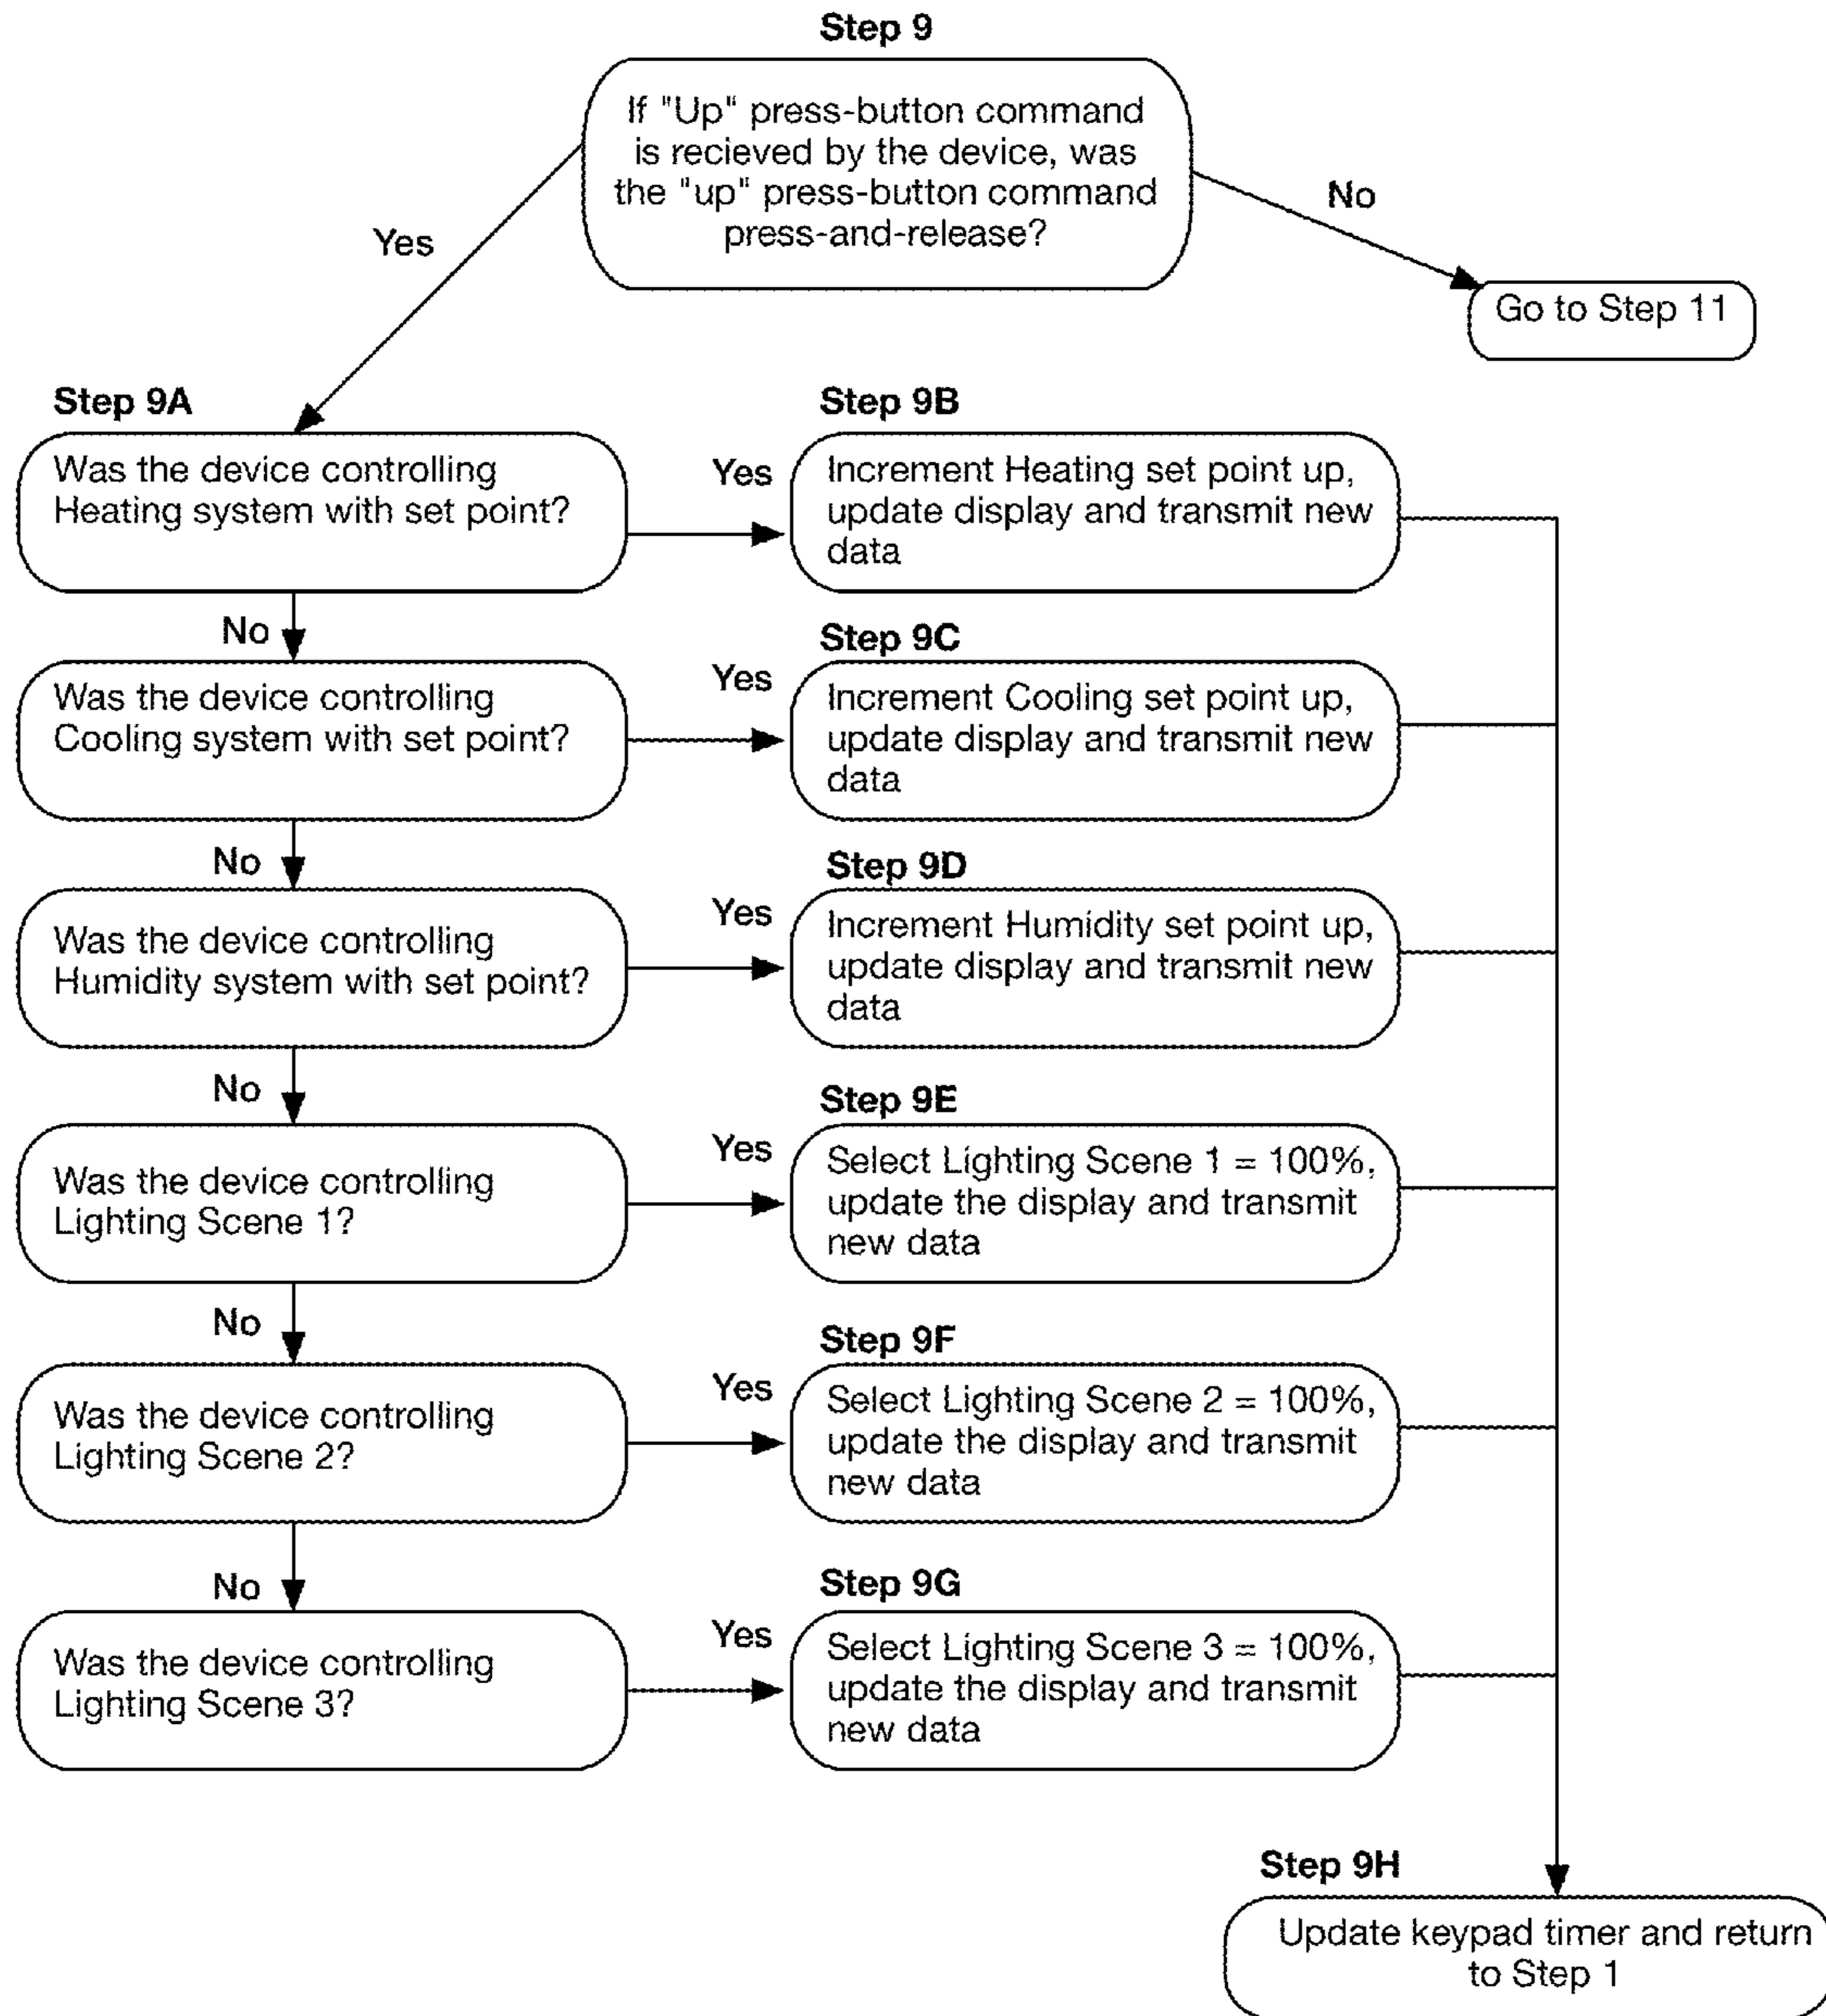 Step 9
If "Up" press-button command
is recieved by the device, was
the "up" press-button command
press-and-release?
Yes
No
Go to Step 11
Step 9A
Was the device controlling
Heating system with set point?
Yes
Step 9B
Increment Heating set point up,
update display and transmit new
data
No
Was the device controlling
Cooling system with set point?
Yes
Step 9C
Increment Cooling set point up,
update display and transmit new
data
No
Was the device controlling
Humidity system with set point?
Yes
Step 9D
Increment Humidity set point up,
update display and transmit new
data
No
Was the device controlling
Lighting Scene 1?
Yes
Step 9E
Select Lighting Scene 1 = 100%,
update the display and transmit
new data
No
Was the device controlling
Lighting Scene 2?
Yes
Step 9F
Select Lighting Scene 2 = 100%,
update the display and transmit
new data
No
Was the device controlling
Lighting Scene 3?
Yes
Step 9G
Select Lighting Scene 3 = 100%,
update the display and transmit
new data
Step 9H
Update keypad timer and return
to Step 1